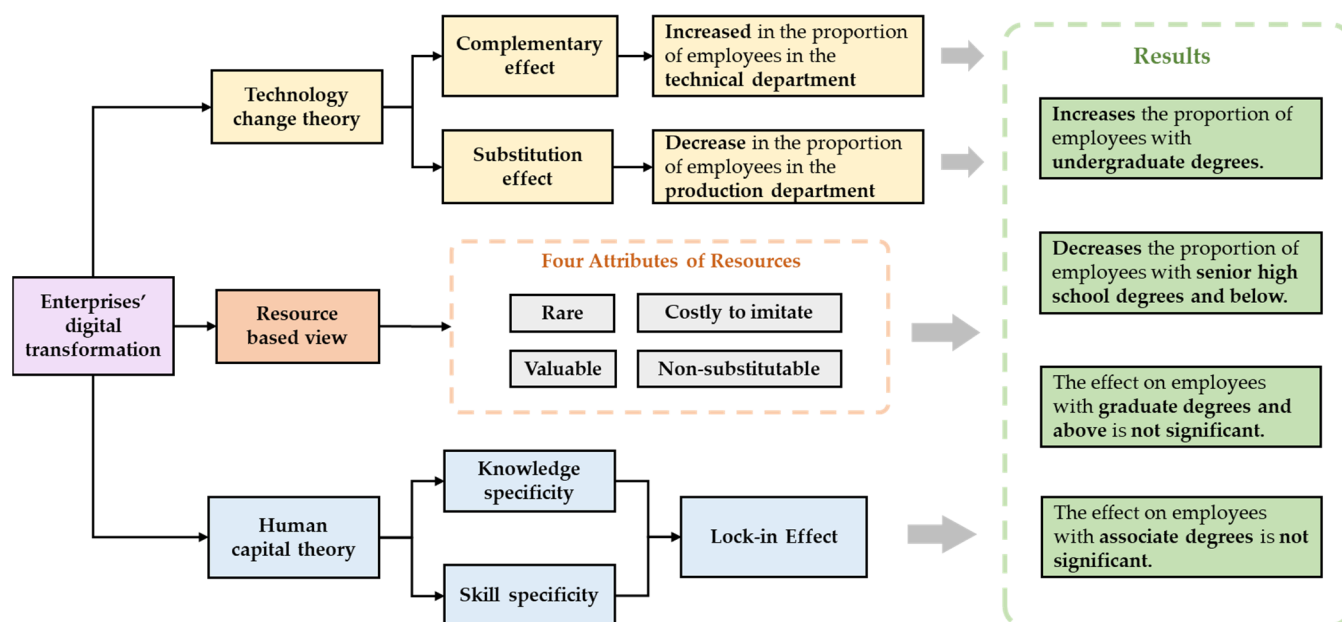 Enterprises'
digital
transformation
Technology
change theory
Complementary
effect
Increased in the proportion
of employees in the
technical department
Substitution
effect
Decrease in the proportion
of employees in the
production department
Resource
based view
Four Attributes of Resources
Rare
Costly to imitate
Valuable
Non-substitutable
Human
capital theory
Knowledge
specificity
Skill specificity
Lock-in Effect
Results
Increases the proportion of
employees with
undergraduate degrees.
Decreases the proportion of
employees with senior high
school degrees and below.
The effect on employees
with graduate degrees and
above is not significant.
The effect on employees
with associate degrees is not
significant.